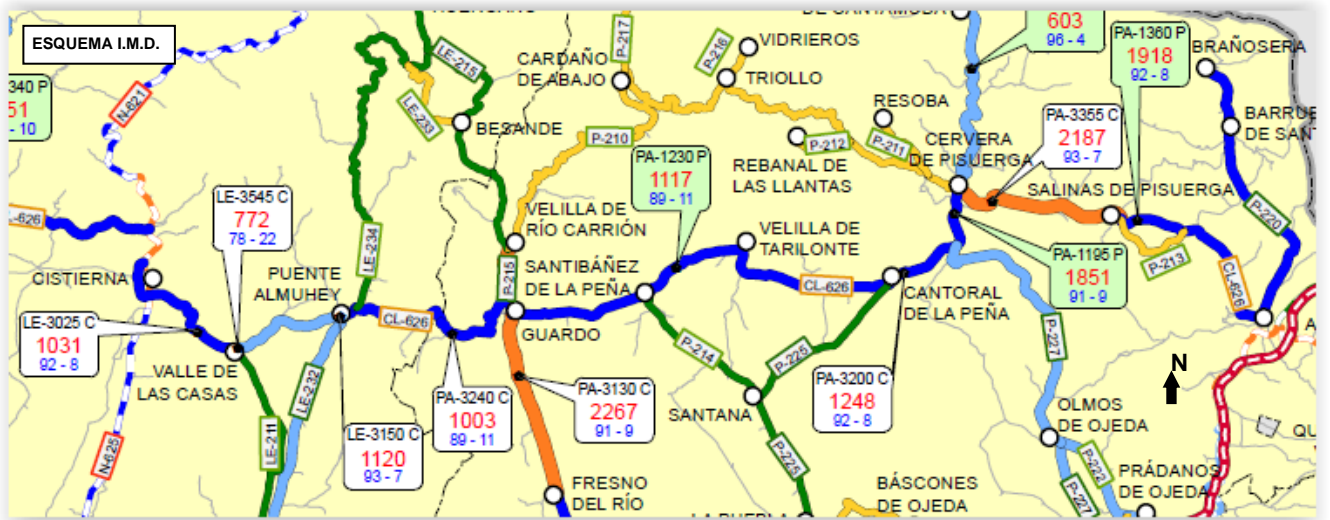 ESQUEMA I.M.D.
340 P
51
- 10
N-621
LE-215
LE-233
BESANDE
P-217
CARDAÑO
DE ABAJO
P-216
VIDRIEROS
TRIOLLO
P-210
P-212
REBANAL DE
LAS LLANTAS
RESOBA
P-211
CERVERA
DE PISUERGA
603
96 - 4
PA-3355 C
2187
93 - 7
PA-1360 P
1918
92 - 8
BRAÑOSERA
BARRUE
DE SAN
P-220
SALINAS DE PISUERGA
P-213
CL-626
PA-1195 P
1851
91 - 9
PA-1230 P
1117
89 - 11
VELILLA DE
RÍO CARRIÓN
P-215
SANTIBÁÑEZ
DE LA PEÑA
GUARDO
VELILLA DE
TARILONTE
CL-626
CANTORAL
DE LA PEÑA
CL-626
CISTIERNA
LE-3545 C
772
78 - 22
PUENTE
ALMUHEY
LE-234
CL-626
LE-3025 C
1031
92 - 8
VALLE DE
LAS CASAS
LE-211
LE-232
N-625
LE-3150 C
1120
93 - 7
PA-3240 C
1003
89 - 11
PA-3130 C
2267
91 - 9
FRESNO
DEL RÍO
P-214
P-225
SANTANA
P-225
PA-3200 C
1248
92 - 8
BÁSCONES
DE OJEDA
P-227
OLMOS
DE OJEDA
P-222
P-227
PRÁDANOS
DE OJEDA
N
A
QU